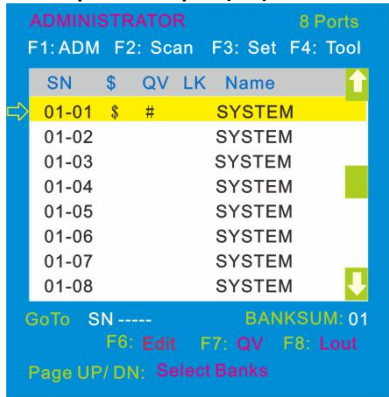 ADMINISTRATOR 8 Ports
F1: ADM F2: Scan F3: Set F4: Tool
SN $ QV LK Name
01-01 $ # SYSTEM
01-02 SYSTEM
01-03 SYSTEM
01-04 SYSTEM
01-05 SYSTEM
01-06 SYSTEM
01-07 SYSTEM
01-08 SYSTEM
GoTo SN ----- BANKSUM: 01
F6: Edit F7: QV F8: Lout
Page UP/ DN: Select Banks